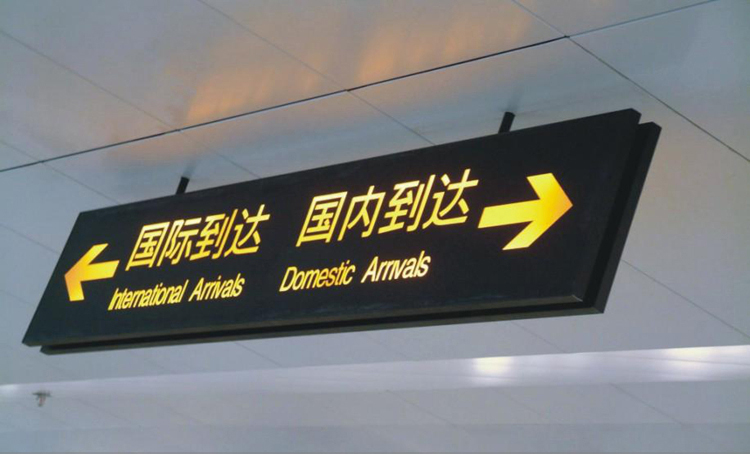 国际到达 国内到达
International Arrivals Domestic Arrivals